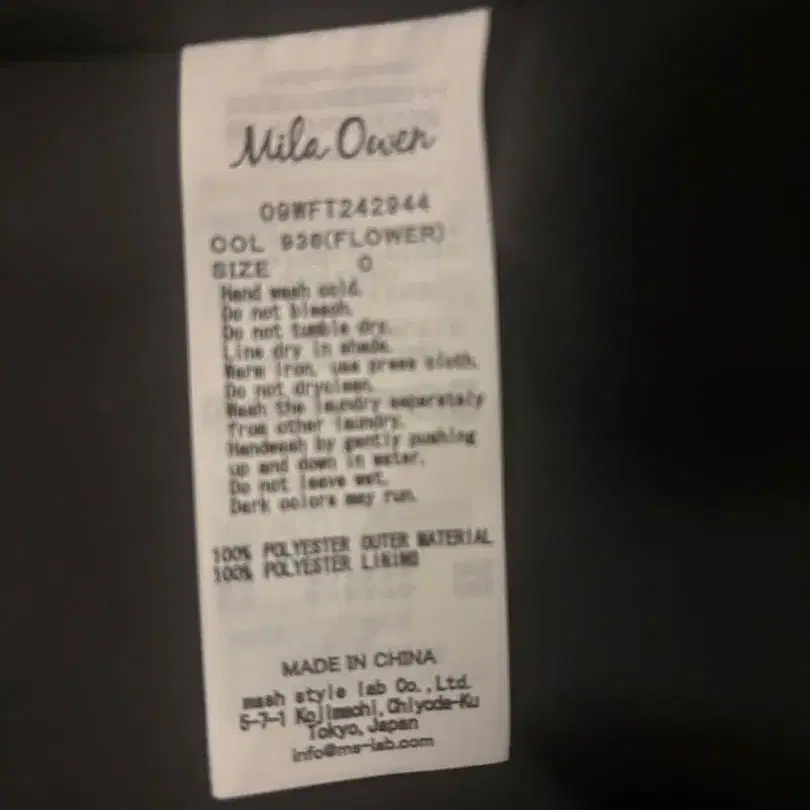 Mila Owen
09WFT242944
COL 936(FLOWER)
SIZE 0
Hand wash cold.
Do not bleach.
Do not tumble dry.
Line dry in shade.
Warm iron, use press cloth.
Do not dryclean.
Wash the laundry separately
from other laundry.
Handwash by gently pushing
up and down in water.
Do not leave wet.
Dark colors may run.
100% POLYESTER OUTER MATERIAL
100% POLYESTER LINING
MADE IN CHINA
mash style lab Co.,Ltd.
5-7-1 Kojimachi,Chiyoda-Ku
Tokyo,Japan
info@ms-lab.com